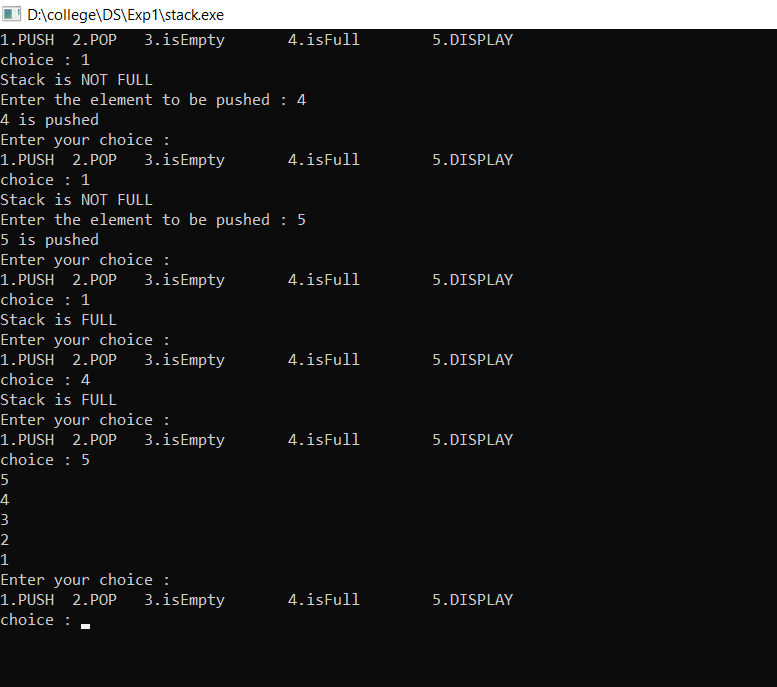 D:\college\DS\Exp1\stack.exe
1.PUSH  2.POP   3.isEmpty       4.isFull        5.DISPLAY
choice : 1
Stack is NOT FULL
Enter the element to be pushed : 4
4 is pushed
Enter your choice :
1.PUSH  2.POP   3.isEmpty       4.isFull        5.DISPLAY
choice : 1
Stack is NOT FULL
Enter the element to be pushed : 5
5 is pushed
Enter your choice :
1.PUSH  2.POP   3.isEmpty       4.isFull        5.DISPLAY
choice : 1
Stack is FULL
Enter your choice :
1.PUSH  2.POP   3.isEmpty       4.isFull        5.DISPLAY
choice : 4
Stack is FULL
Enter your choice :
1.PUSH  2.POP   3.isEmpty       4.isFull        5.DISPLAY
choice : 5
5
4
3
2
1
Enter your choice :
1.PUSH  2.POP   3.isEmpty       4.isFull        5.DISPLAY
choice :